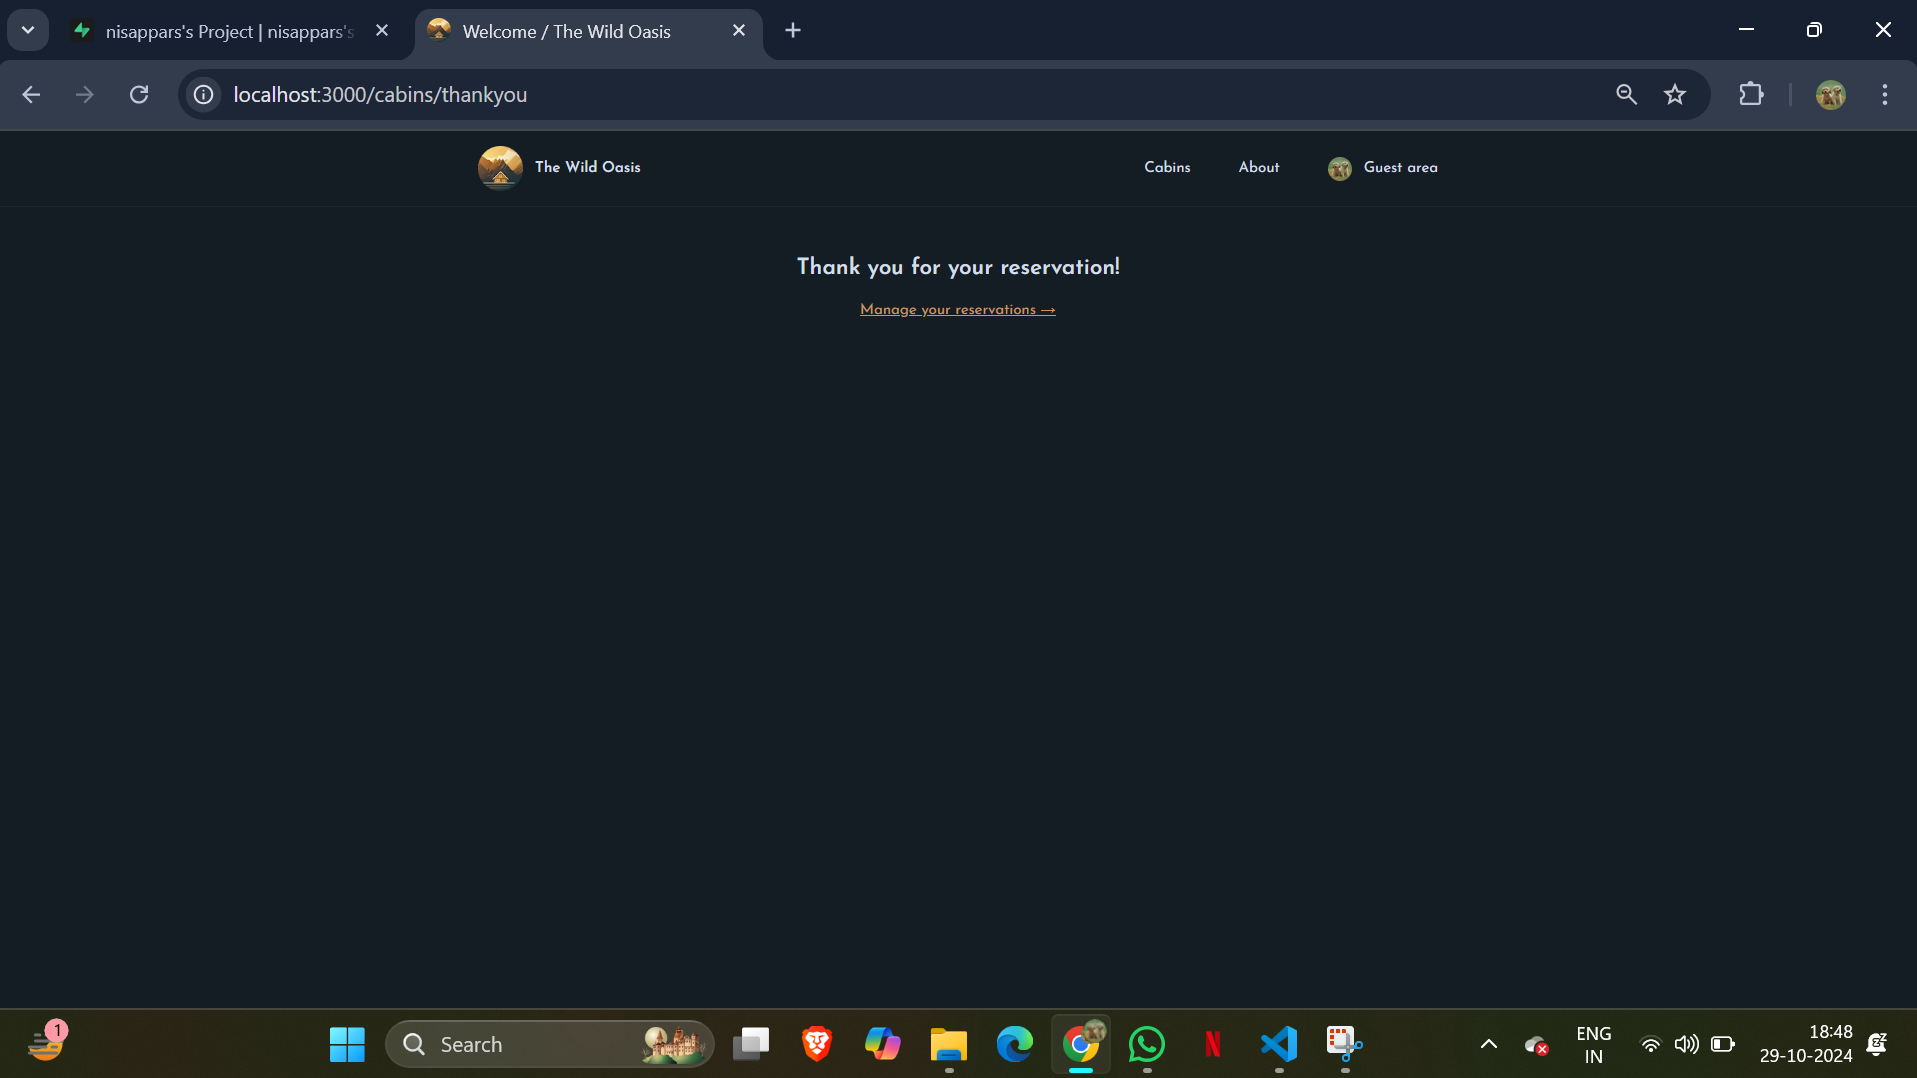 nisappars's Project | nisappars's
Welcome / The Wild Oasis
localhost:3000/cabins/thankyou
The Wild Oasis
Cabins
About
Guest area
Thank you for your reservation!
Manage your reservations →
1
Search
ENG
IN
18:48
29-10-2024